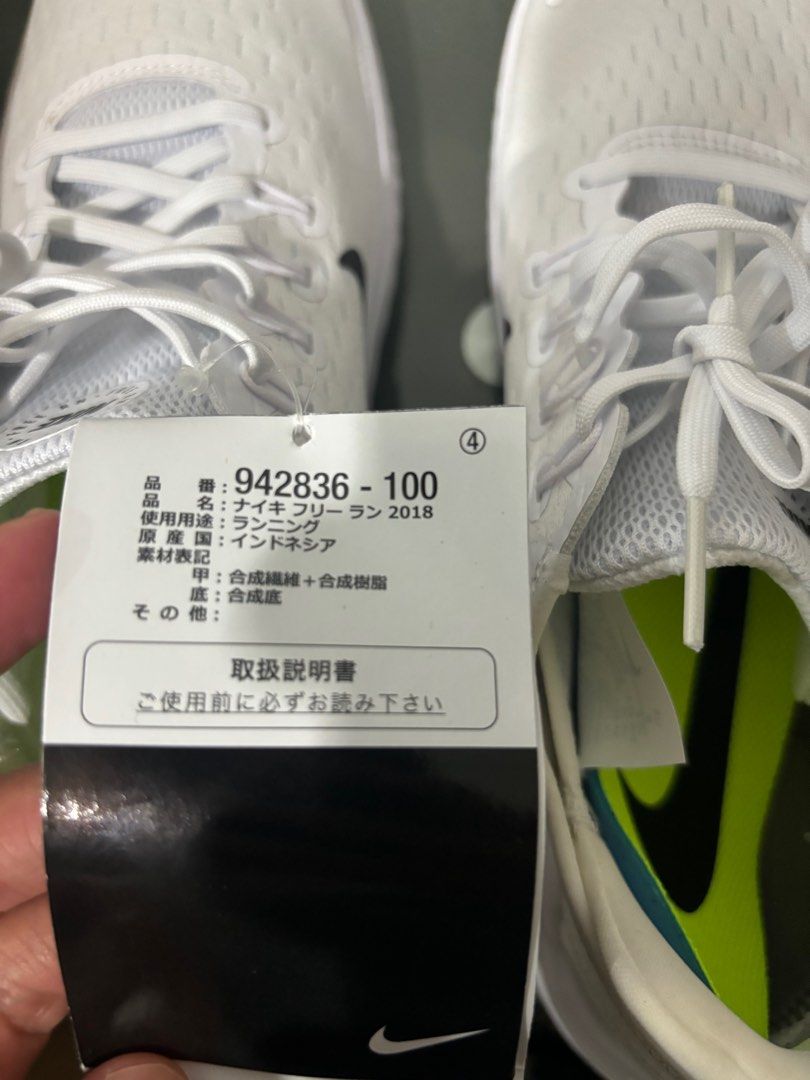 ④
品 番：942836 - 100
品 名：ナイキ フリー ラン 2018
使用用途：ランニング
原 産 国：インドネシア
素材表記
甲：合成繊維＋合成樹脂
底：合成底
そ の 他：
取扱説明書
ご使用前に必ずお読み下さい